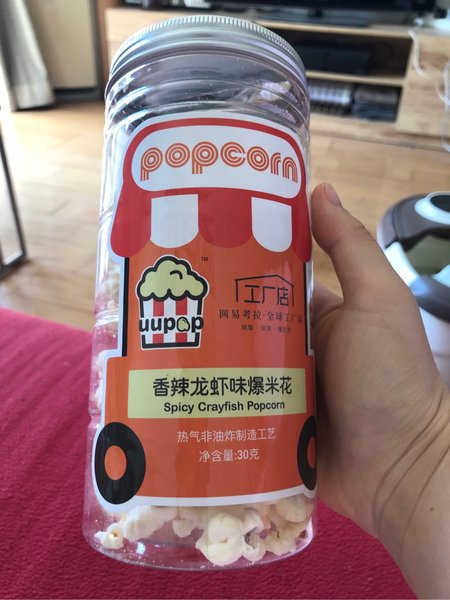 popcorn
TM
uupop
工厂店
网易考拉·全球工厂店
香辣龙虾味爆米花
Spicy Crayfish Popcorn
热气非油炸制造工艺
净含量:30克